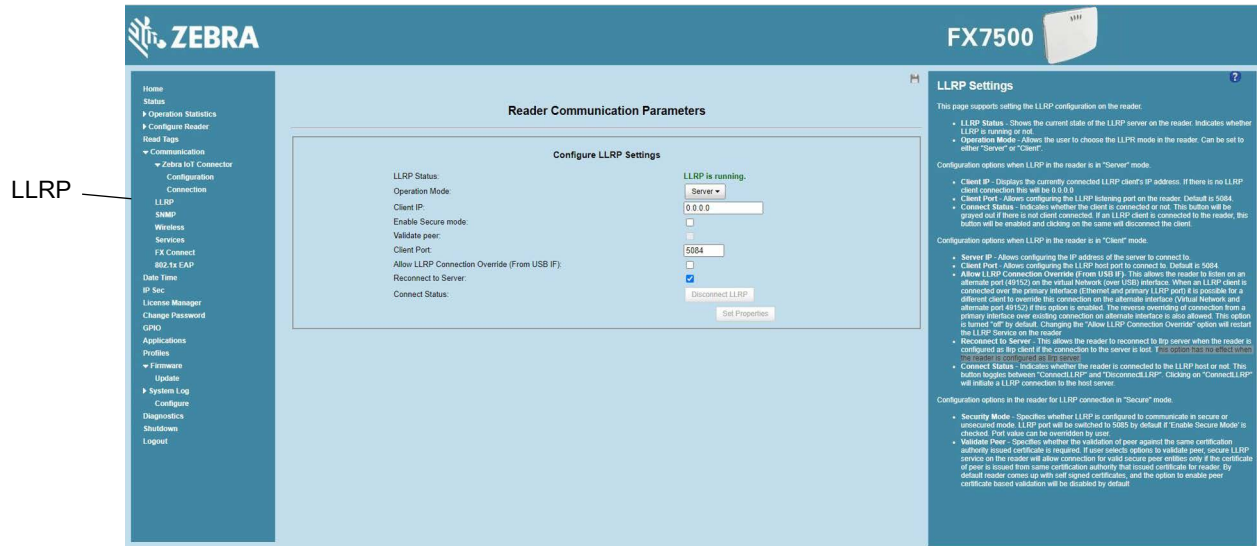 ZEBRA
FX7500
LLRP
Home
Status
Operation Statistics
Configure Reader
Read Tags
Communication
Zebra IoT Connector
Configuration
Connection
LLRP
SNMP
Wireless
Services
FX Connect
802.1x EAP
Date Time
IP Sec
License Manager
Change Password
GPIO
Applications
Profiles
Firmware
Update
System Log
Configure
Diagnostics
Shutdown
Logout
Reader Communication Parameters
Configure LLRP Settings
LLRP Status: LLRP is running.
Operation Mode: Server
Client IP: 0.0.0.0
Enable Secure mode:
Validate peer:
Client Port: 5084
Allow LLRP Connection Override (From USB IF):
Reconnect to Server:
Connect Status: Disconnect LLRP
Set Properties
?
LLRP Settings
This page supports setting the LLRP configuration on the reader.
• LLRP Status - Shows the current state of the LLRP server on the reader. Indicates whether
LLRP is running or not.
• Operation Mode - Allows the user to choose the LLPR mode in the reader. Can be set to
either "Server" or "Client".
Configuration options when LLRP in the reader is in "Server" mode.
• Client IP - Displays the currently connected LLRP client's IP address. If there is no LLRP
client connection this will be 0.0.0.0
• Client Port - Allows configuring the LLRP listening port on the reader. Default is 5084.
• Connect Status - Indicates whether the client is connected or not. This button will be
grayed out if there is not client connected. If an LLRP client is connected to the reader, this
button will be enabled and clicking on the same will disconnect the client.
Configuration options when LLRP in the reader is in "Client" mode.
• Server IP - Allows configuring the IP address of the server to connect to.
• Client Port - Allows configuring the LLRP host port to connect to. Default is 5084.
• Allow LLRP Connection Override (From USB IF)- This allows the reader to listen on an
alternate port (49152) on the virtual Network (over USB) interface. When an LLRP client is
connected over the primary interface (Ethernet and primary LLRP port) it is possible for a
different client to override this connection on the alternate interface (Virtual Network and
alternate port 49152) if this option is enabled. The reverse overriding of connection from a
primary interface over existing connection on alternate interface is also allowed. This option
is turned "off" by default. Changing the "Allow LLRP Connection Override" option will restart
the LLRP Service on the reader
• Reconnect to Server - This allows the reader to reconnect to llrp server when the reader is
configured as llrp client if the connection to the server is lost. This option has no effect when
the reader is configured as llrp server.
• Connect Status - Indicates whether the reader is connected to the LLRP host or not. This
button toggles between "ConnectLLRP" and "DisconnectLLRP". Clicking on "ConnectLLRP"
will initiate a LLRP connection to the host server.
Configuration options in the reader for LLRP connection in "Secure" mode.
• Security Mode - Specifies whether LLRP is configured to communicate in secure or
unsecured mode. LLRP port will be switched to 5085 by default if 'Enable Secure Mode' is
checked. Port value can be overridden by user.
• Validate Peer - Specifies whether the validation of peer against the same certification
authority issued certificate is required. If user selects options to validate peer, secure LLRP
service on the reader will allow connection for valid secure peer entities only if the certificate
of peer is issued from same certification authority that issued certificate for reader. By
default reader comes up with self signed certificates, and the option to enable peer
certificate based validation will be disabled by default